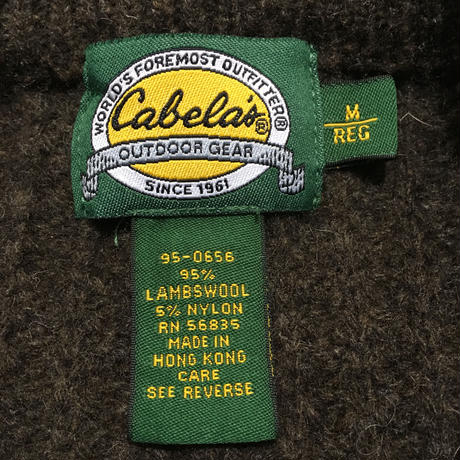 WORLD'S FOREMOST OUTFITTER®
Cabela's®
OUTDOOR GEAR
SINCE 1961
M
REG
95-0656
95%
LAMBSWOOL
5% NYLON
RN 56835
MADE IN
HONG KONG
CARE
SEE REVERSE